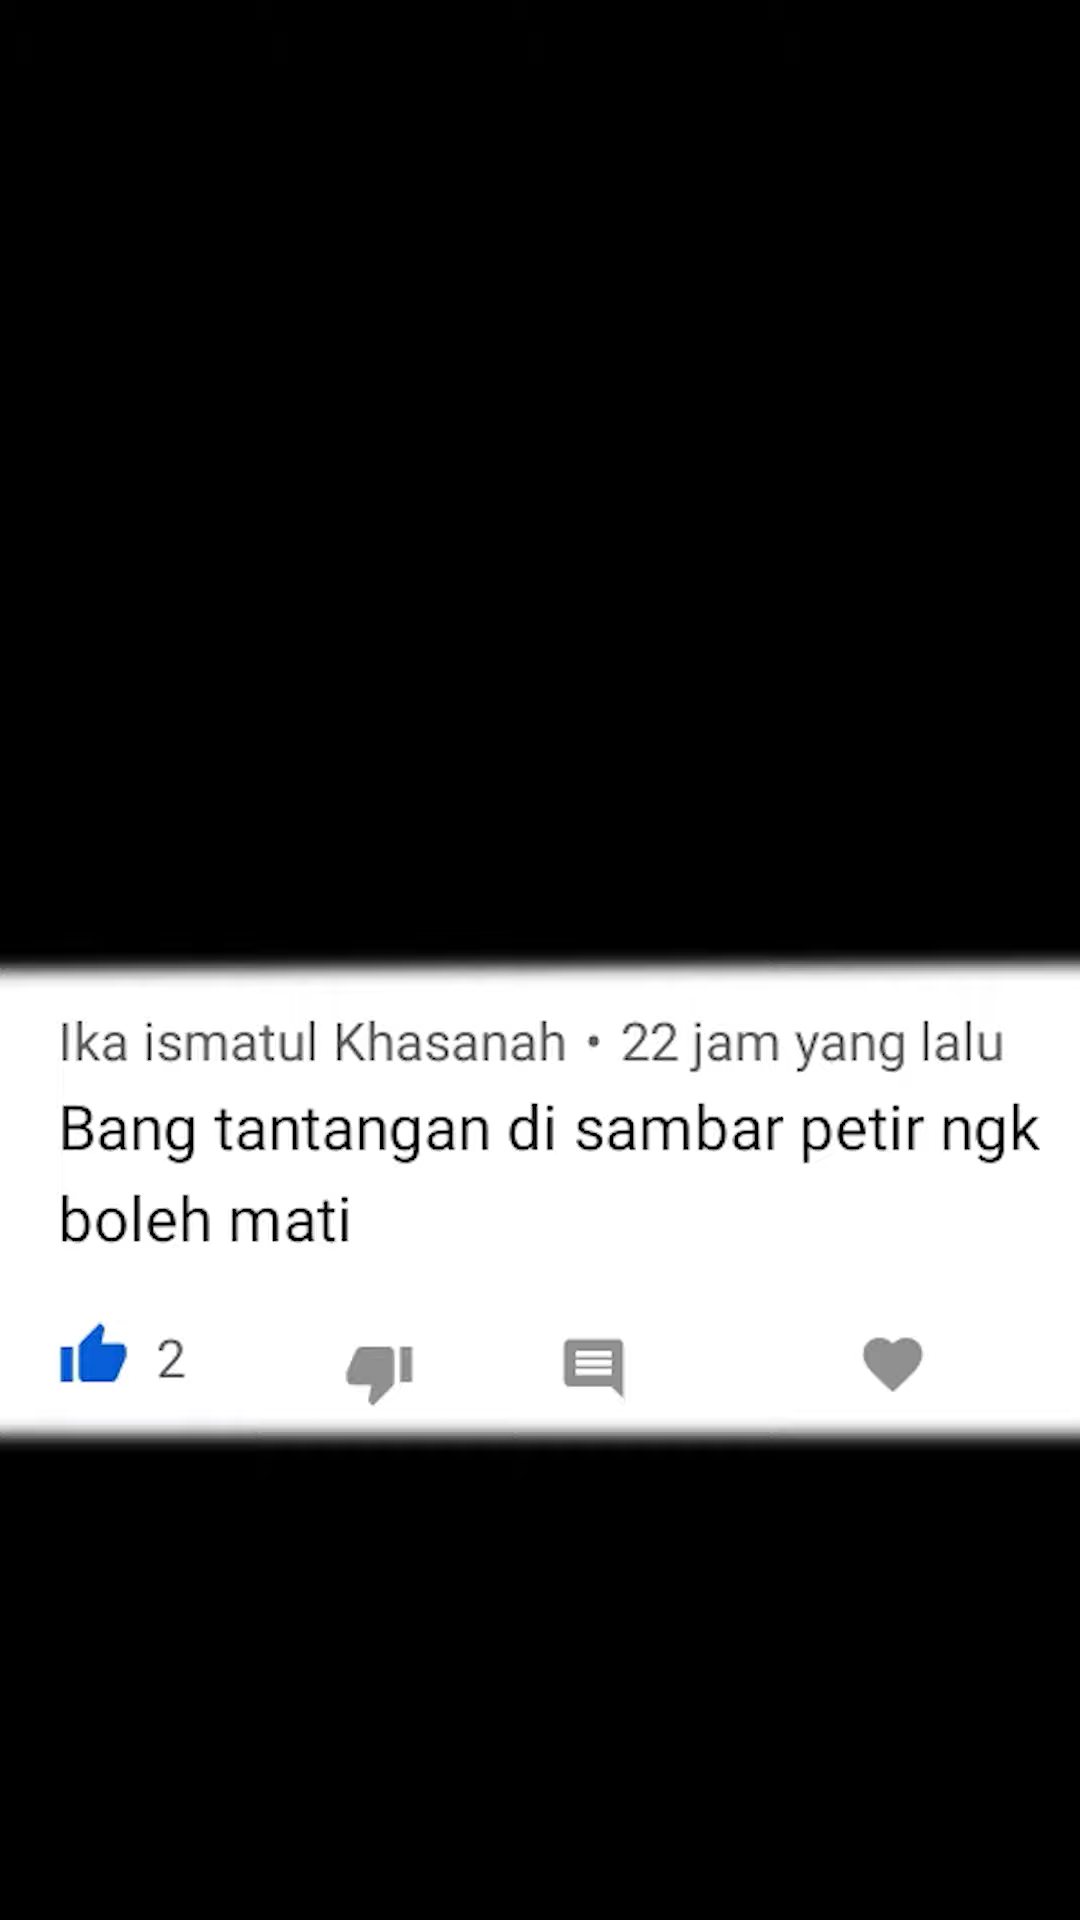 Ika ismatul Khasanah • 22 jam yang lalu
Bang tantangan di sambar petir ngk
boleh mati
2